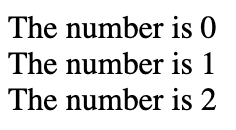 The number is 0
The number is 1
The number is 2